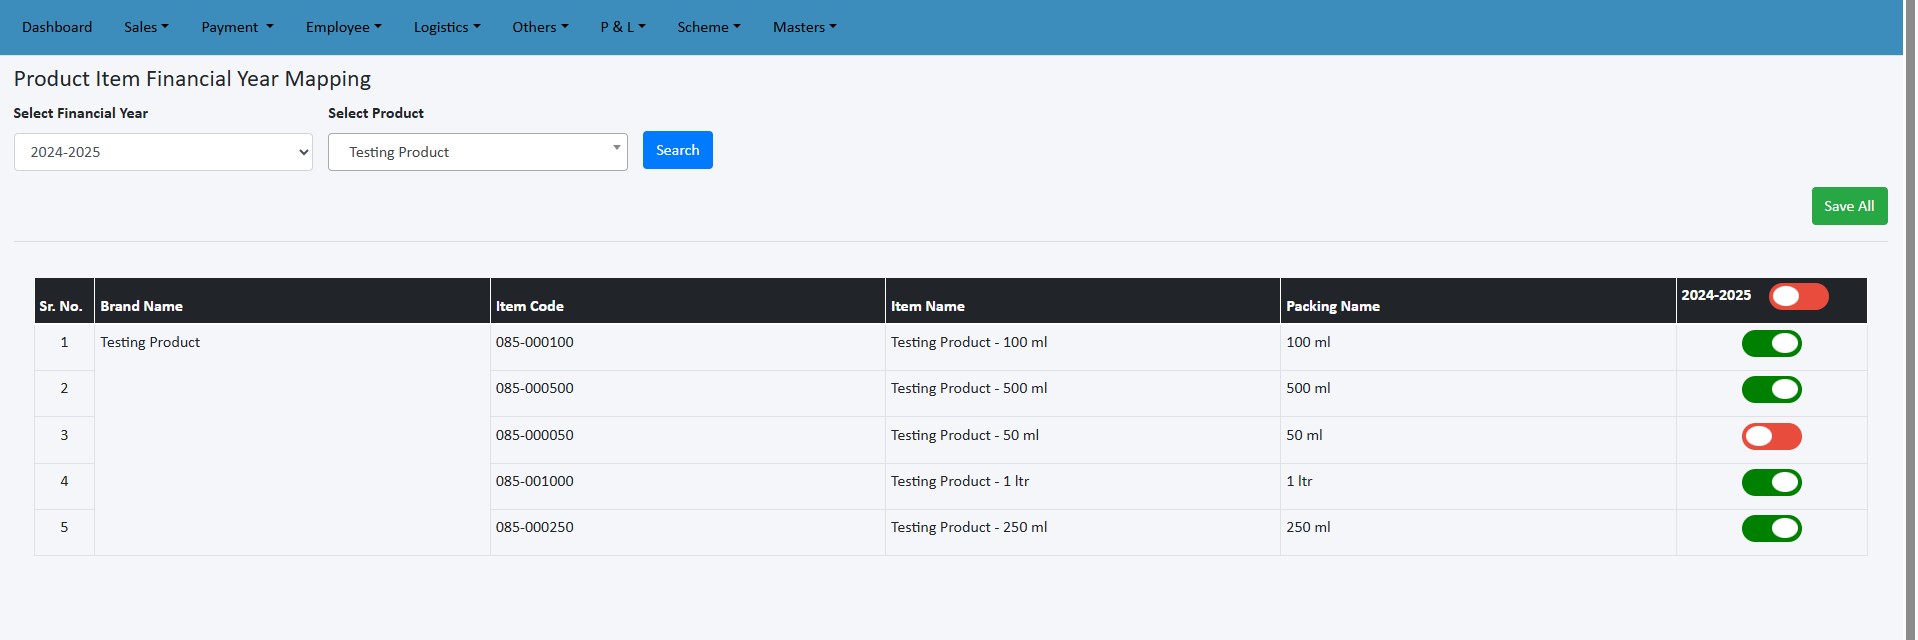 Dashboard Sales Payment Employee Logistics Others P & L Scheme Masters
Product Item Financial Year Mapping
Select Financial Year Select Product
2024-2025 Testing Product Search
Save All
Sr. No. Brand Name Item Code Item Name Packing Name 2024-2025
1 Testing Product 085-000100 Testing Product - 100 ml 100 ml
2 085-000500 Testing Product - 500 ml 500 ml
3 085-000050 Testing Product - 50 ml 50 ml
4 085-001000 Testing Product - 1 ltr 1 ltr
5 085-000250 Testing Product - 250 ml 250 ml